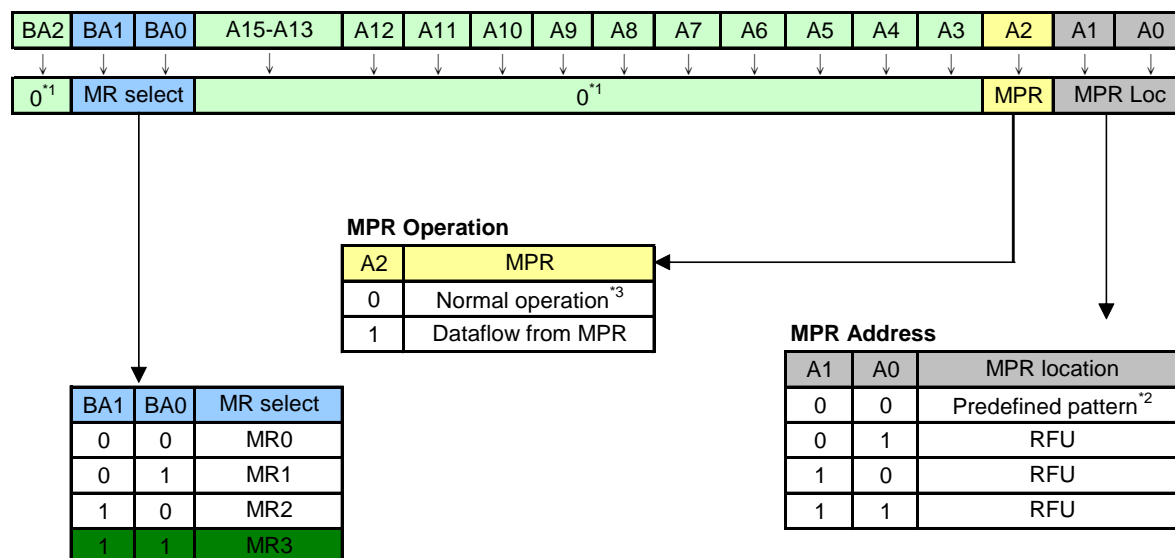 BA2 BA1 BA0 A15-A13 A12 A11 A10 A9 A8 A7 A6 A5 A4 A3 A2 A1 A0
0*1 MR select 0*1 MPR MPR Loc
MPR Operation
A2 MPR
0 Normal operation*3
1 Dataflow from MPR
MPR Address
A1 A0 MPR location
0 0 Predefined pattern*2
0 1 RFU
1 0 RFU
1 1 RFU
BA1 BA0 MR select
0 0 MR0
0 1 MR1
1 0 MR2
1 1 MR3